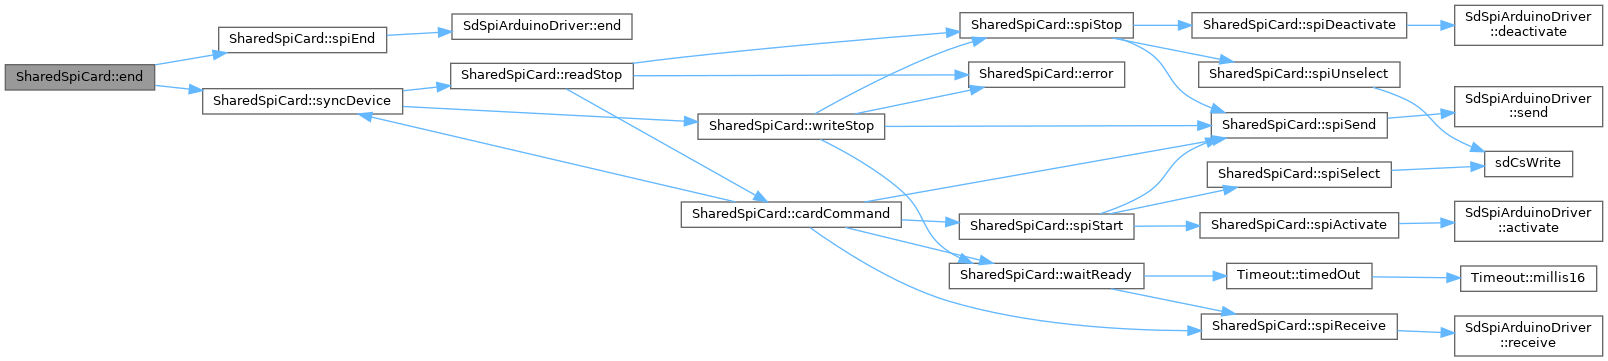 SharedSpiCard::end
SharedSpiCard::spiEnd
SdSpiArduinoDriver::end
SharedSpiCard::syncDevice
SharedSpiCard::readStop
SharedSpiCard::writeStop
SharedSpiCard::cardCommand
SharedSpiCard::spiStop
SharedSpiCard::error
SharedSpiCard::spiStart
SharedSpiCard::waitReady
SharedSpiCard::spiDeactivate
SharedSpiCard::spiUnselect
SharedSpiCard::spiSend
SharedSpiCard::spiSelect
SharedSpiCard::spiActivate
Timeout::timedOut
SharedSpiCard::spiReceive
SdSpiArduinoDriver
::deactivate
SdSpiArduinoDriver
::send
sdCsWrite
SdSpiArduinoDriver
::activate
Timeout::millis16
SdSpiArduinoDriver
::receive